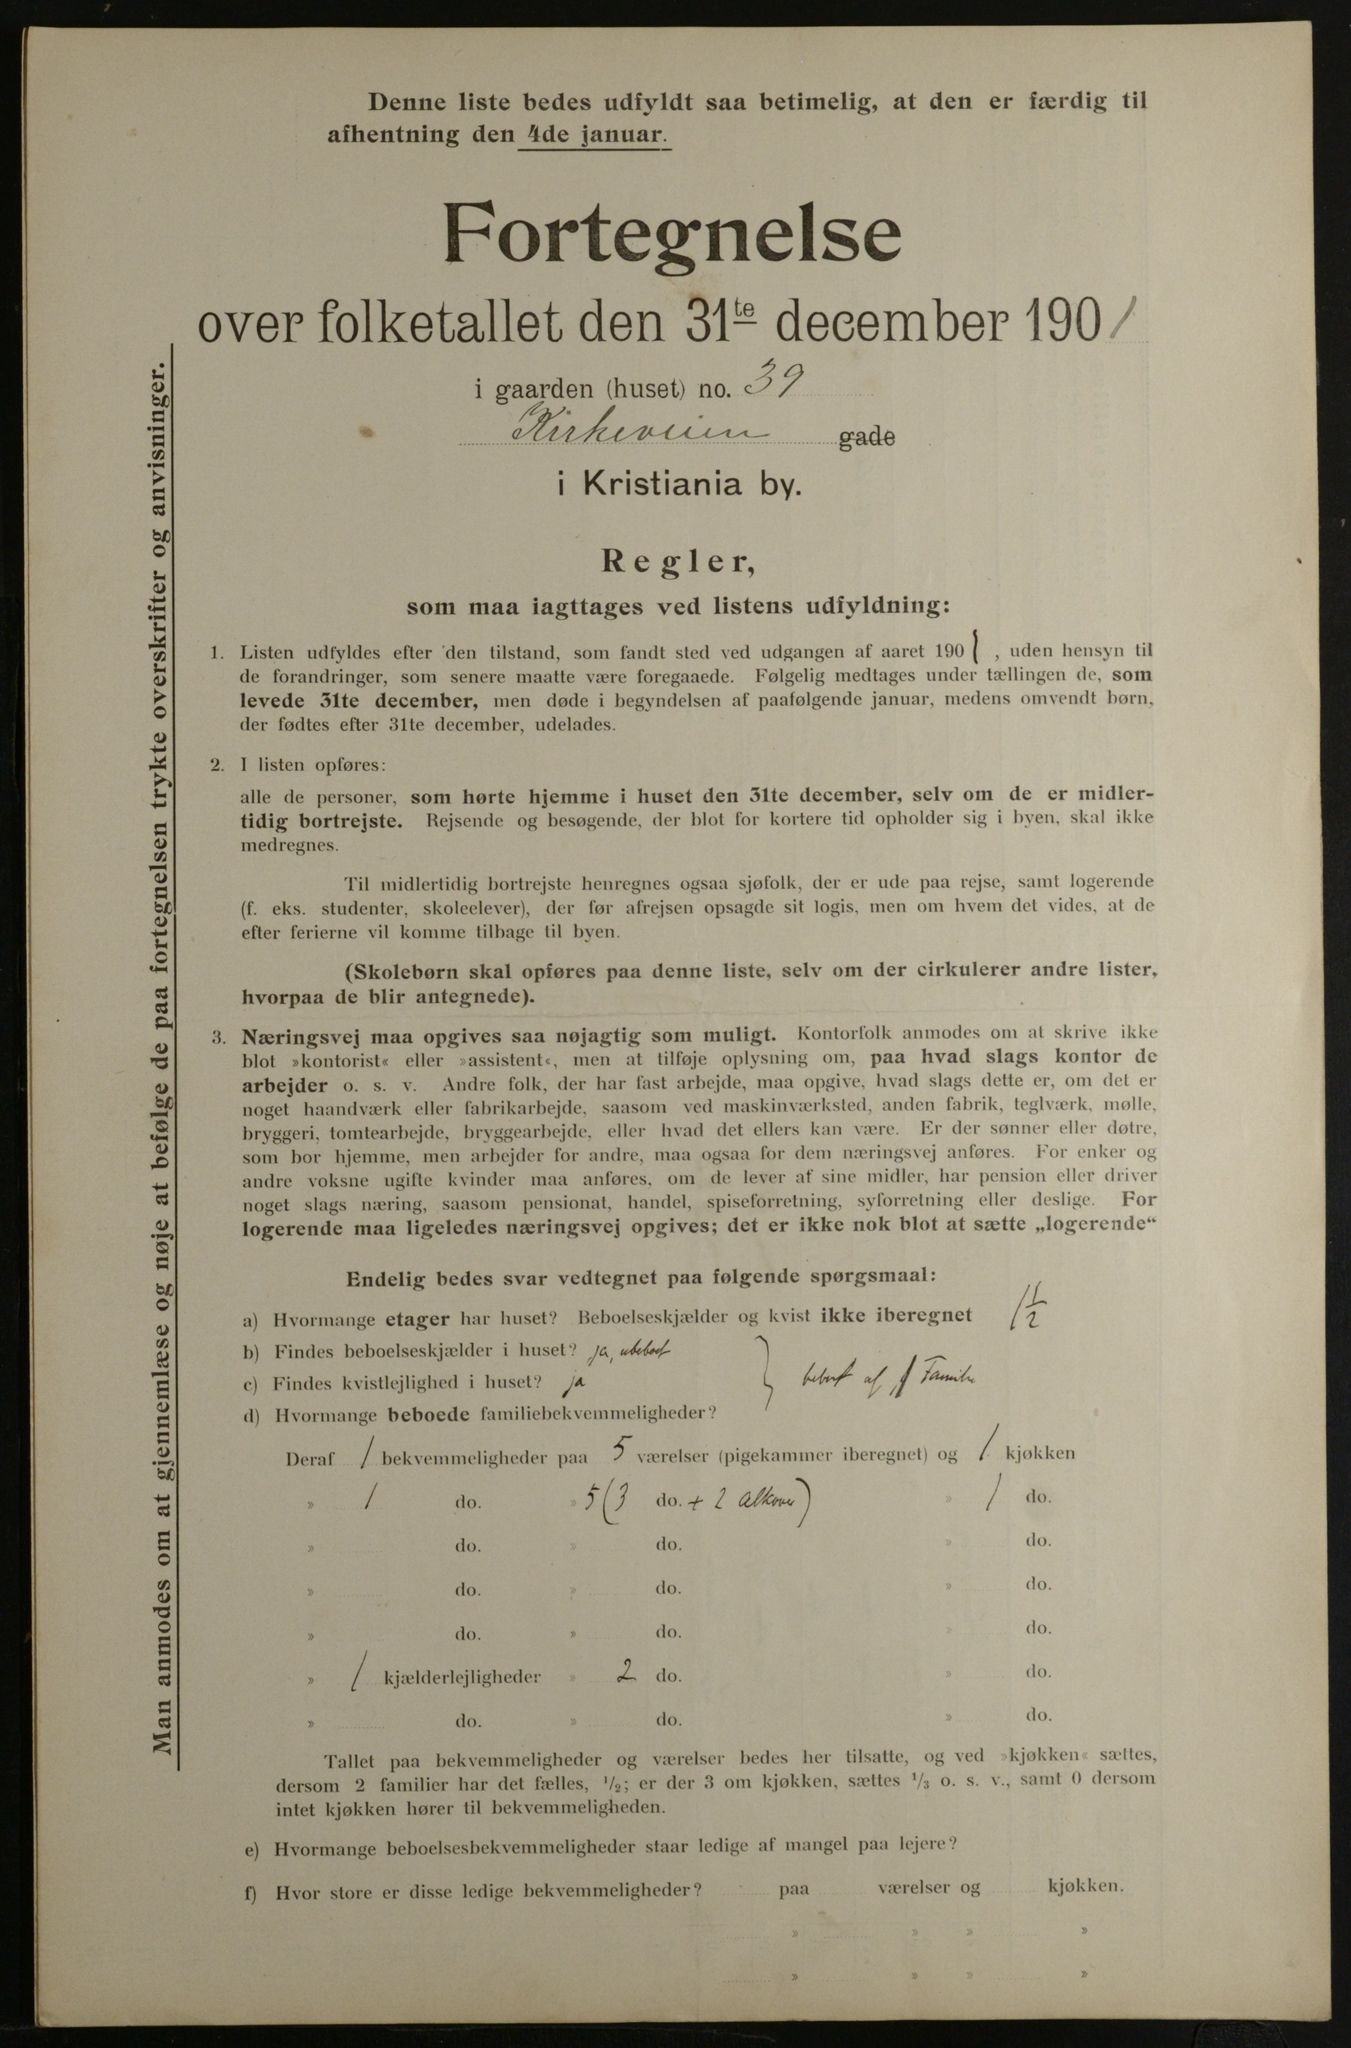 Denne liste bedes udfyldt saa betimelig, at den er færdig til
afhentning den 4de januar.
Fortegnelse
over folketallet den 31te december 1901
i gaarden (huset) no. 39
Kirkeveien gade
i Kristiania by.
Regler,
som maa iagttages ved listens udfyldning:
1. Listen udfyldes efter den tilstand, som fandt sted ved udgangen af aaret 1901, uden hensyn til
de forandringer, som senere maatte være foregaaede. Følgelig medtages under tællingen de, som
levede 31te december, men døde i begyndelsen af paafølgende januar, medens omvendt børn,
der fødtes efter 31te december, udelades.
2. I listen opføres:
alle de personer, som hørte hjemme i huset den 31te december, selv om de er midler-
tidig bortrejste. Rejsende og besøgende, der blot for kortere tid opholder sig i byen, skal ikke
medregnes.
Til midlertidig bortrejste henregnes ogsaa sjøfolk, der er ude paa rejse, samt logerende
(f. eks. studenter, skoleelever), der før afrejsen opsagde sit logis, men om hvem det vides, at de
efter ferierne vil komme tilbage til byen.
(Skolebørn skal opføres paa denne liste, selv om der cirkulerer andre lister,
hvorpaa de blir antegnede).
3. Næringsvej maa opgives saa nøjagtig som muligt. Kontorfolk anmodes om at skrive ikke
blot »kontorist« eller »assistent«, men at tilføje oplysning om, paa hvad slags kontor de
arbejder o. s. v. Andre folk, der har fast arbejde, maa opgive, hvad slags dette er, om det er
noget haandværk eller fabrikarbejde, saasom ved maskinværksted, anden fabrik, teglværk, mølle,
bryggeri, tomtearbejde, bryggearbejde, eller hvad det ellers kan være. Er der sønner eller døtre,
som bor hjemme, men arbejder for andre, maa ogsaa for dem næringsvej anføres. For enker og
andre voksne ugifte kvinder maa anføres, om de lever af sine midler, har pension eller driver
noget slags næring, saasom pensionat, handel, spiseforretning, syforretning eller deslige. For
logerende maa ligeledes næringsvej opgives; det er ikke nok blot at sætte „logerende“
Endelig bedes svar vedtegnet paa følgende spørgsmaal:
a) Hvormange etager har huset? Beboelseskjælder og kvist ikke iberegnet 1 1/2
b) Findes beboelseskjælder i huset? ja, ubeboet
c) Findes kvistlejlighed i huset? ja } beboet af 1 Familie
d) Hvormange beboede familiebekvemmeligheder?
Deraf 1 bekvemmeligheder paa 5 værelser (pigekammer iberegnet) og 1 kjøkken
» 1 do. » 5 (3 do. + 2 alkover) » 1 do.
» do. » do. » do.
» do. » do. » do.
» do. » do. » do.
» 1 kjælderlejligheder » 2 do. » do.
» do. » do. » do.
Tallet paa bekvemmeligheder og værelser bedes her tilsatte, og ved »kjøkken« sættes,
dersom 2 familier har det fælles, 1/2; er der 3 om kjøkken, sættes 1/3 o. s. v., samt 0 dersom
intet kjøkken hører til bekvemmeligheden.
e) Hvormange beboelsesbekvemmeligheder staar ledige af mangel paa lejere?
f) Hvor store er disse ledige bekvemmeligheder? paa værelser og kjøkken.
» » » »
» » » »
Man anmodes om at gjennemlæse og nøje at befølge de paa fortegnelsen trykte overskrifter og anvisninger.